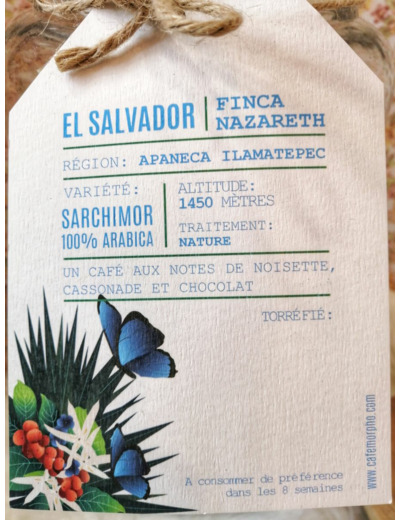 EL SALVADOR
FINCA
NAZARETH
RÉGION: APANECA ILAMATEPEC
VARIÉTÉ:
SARCHIMOR
100% ARABICA
ALTITUDE:
1450 MÈTRES
TRAITEMENT:
NATURE
UN CAFÉ AUX NOTES DE NOISETTE,
CASSONADE ET CHOCOLAT
TORRÉFIÉ:
A consommer de préférence
dans les 8 semaines
www.cafemorpho.com